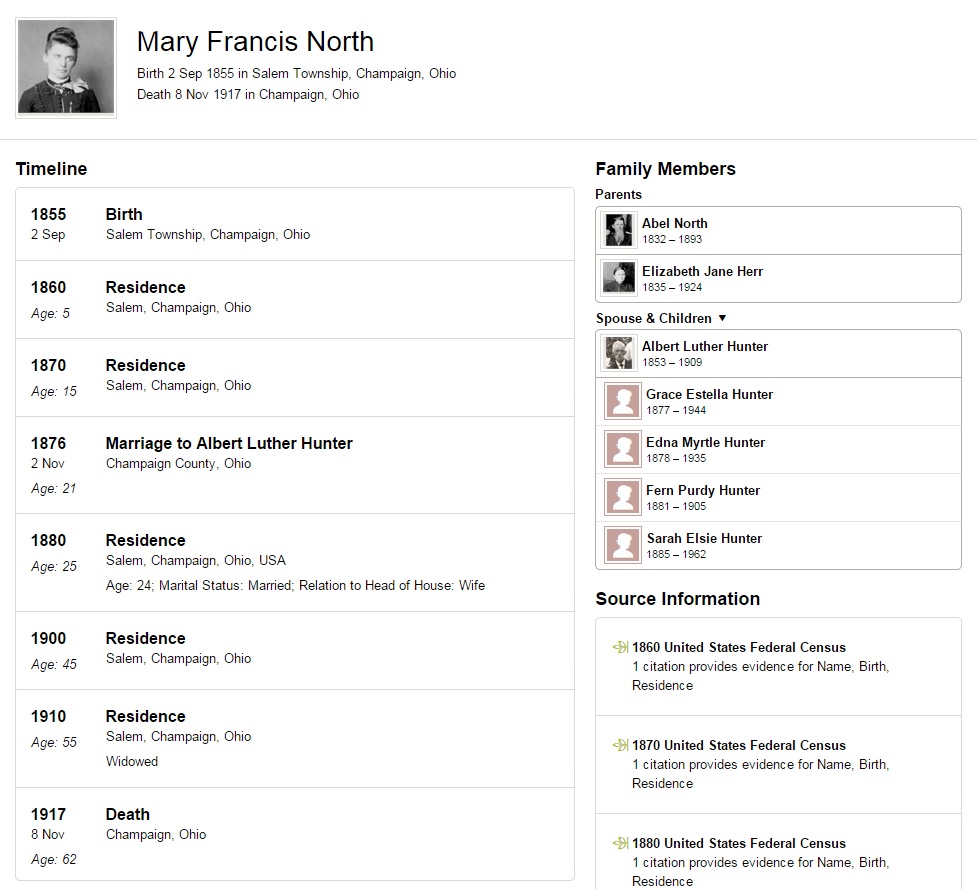 Mary Francis North
Birth 2 Sep 1855 in Salem Township, Champaign, Ohio
Death 8 Nov 1917 in Champaign, Ohio
Timeline
1855 Birth
2 Sep Salem Township, Champaign, Ohio
1860 Residence
Salem, Champaign, Ohio
Age: 5
1870 Residence
Salem, Champaign, Ohio
Age: 15
1876 Marriage to Albert Luther Hunter
2 Nov Champaign County, Ohio
Age: 21
1880 Residence
Salem, Champaign, Ohio, USA
Age: 25
Age: 24; Marital Status: Married; Relation to Head of House: Wife
1900 Residence
Salem, Champaign, Ohio
Age: 45
1910 Residence
Salem, Champaign, Ohio
Age: 55
Widowed
1917 Death
8 Nov Champaign, Ohio
Age: 62
Family Members
Parents
Abel North
1832 – 1893
Elizabeth Jane Herr
1835 – 1924
Spouse & Children ▼
Albert Luther Hunter
1853 – 1909
Grace Estella Hunter
1877 – 1944
Edna Myrtle Hunter
1878 – 1935
Fern Purdy Hunter
1881 – 1905
Sarah Elsie Hunter
1885 – 1962
Source Information
1860 United States Federal Census
1 citation provides evidence for Name, Birth,
Residence
1870 United States Federal Census
1 citation provides evidence for Name, Birth,
Residence
1880 United States Federal Census
1 citation provides evidence for Name, Birth,
Residence